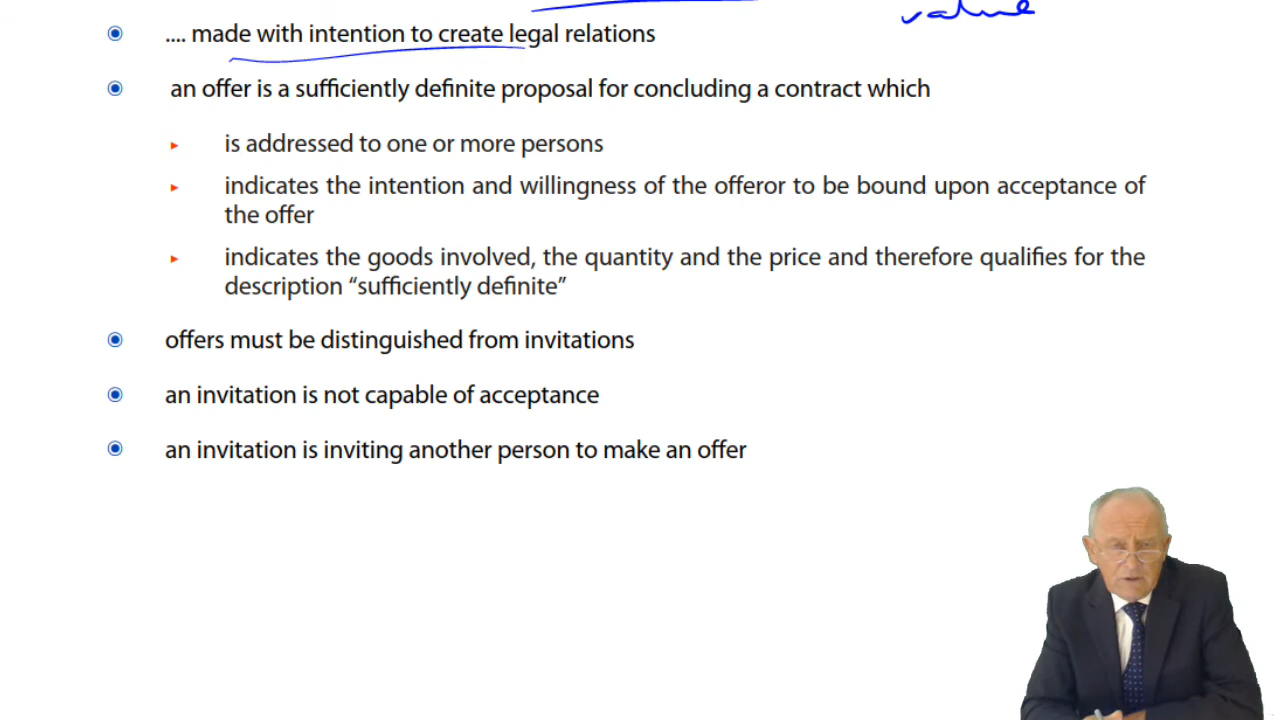 value
.... made with intention to create legal relations
an offer is a sufficiently definite proposal for concluding a contract which
is addressed to one or more persons
indicates the intention and willingness of the offeror to be bound upon acceptance of
the offer
indicates the goods involved, the quantity and the price and therefore qualifies for the
description “sufficiently definite”
offers must be distinguished from invitations
an invitation is not capable of acceptance
an invitation is inviting another person to make an offer